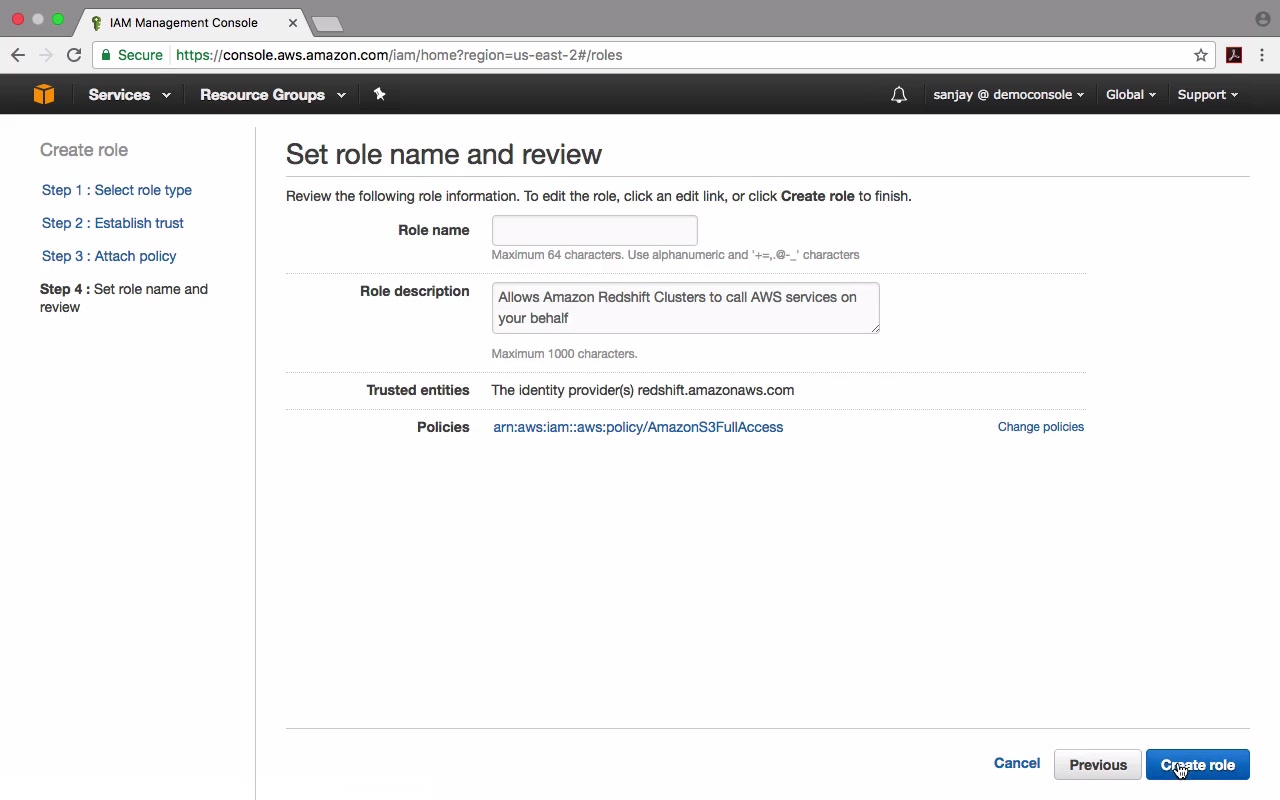 IAM Management Console
Secure https://console.aws.amazon.com/iam/home?region=us-east-2#/roles
Services Resource Groups sanjay @ democonsole Global Support
Create role
Step 1 : Select role type
Step 2 : Establish trust
Step 3 : Attach policy
Step 4 : Set role name and
review
Set role name and review
Review the following role information. To edit the role, click an edit link, or click Create role to finish.
Role name
Maximum 64 characters. Use alphanumeric and '+=,.@-_' characters
Role description
Allows Amazon Redshift Clusters to call AWS services on
your behalf
Maximum 1000 characters.
Trusted entities The identity provider(s) redshift.amazonaws.com
Policies arn:aws:iam::aws:policy/AmazonS3FullAccess Change policies
Cancel Previous Create role